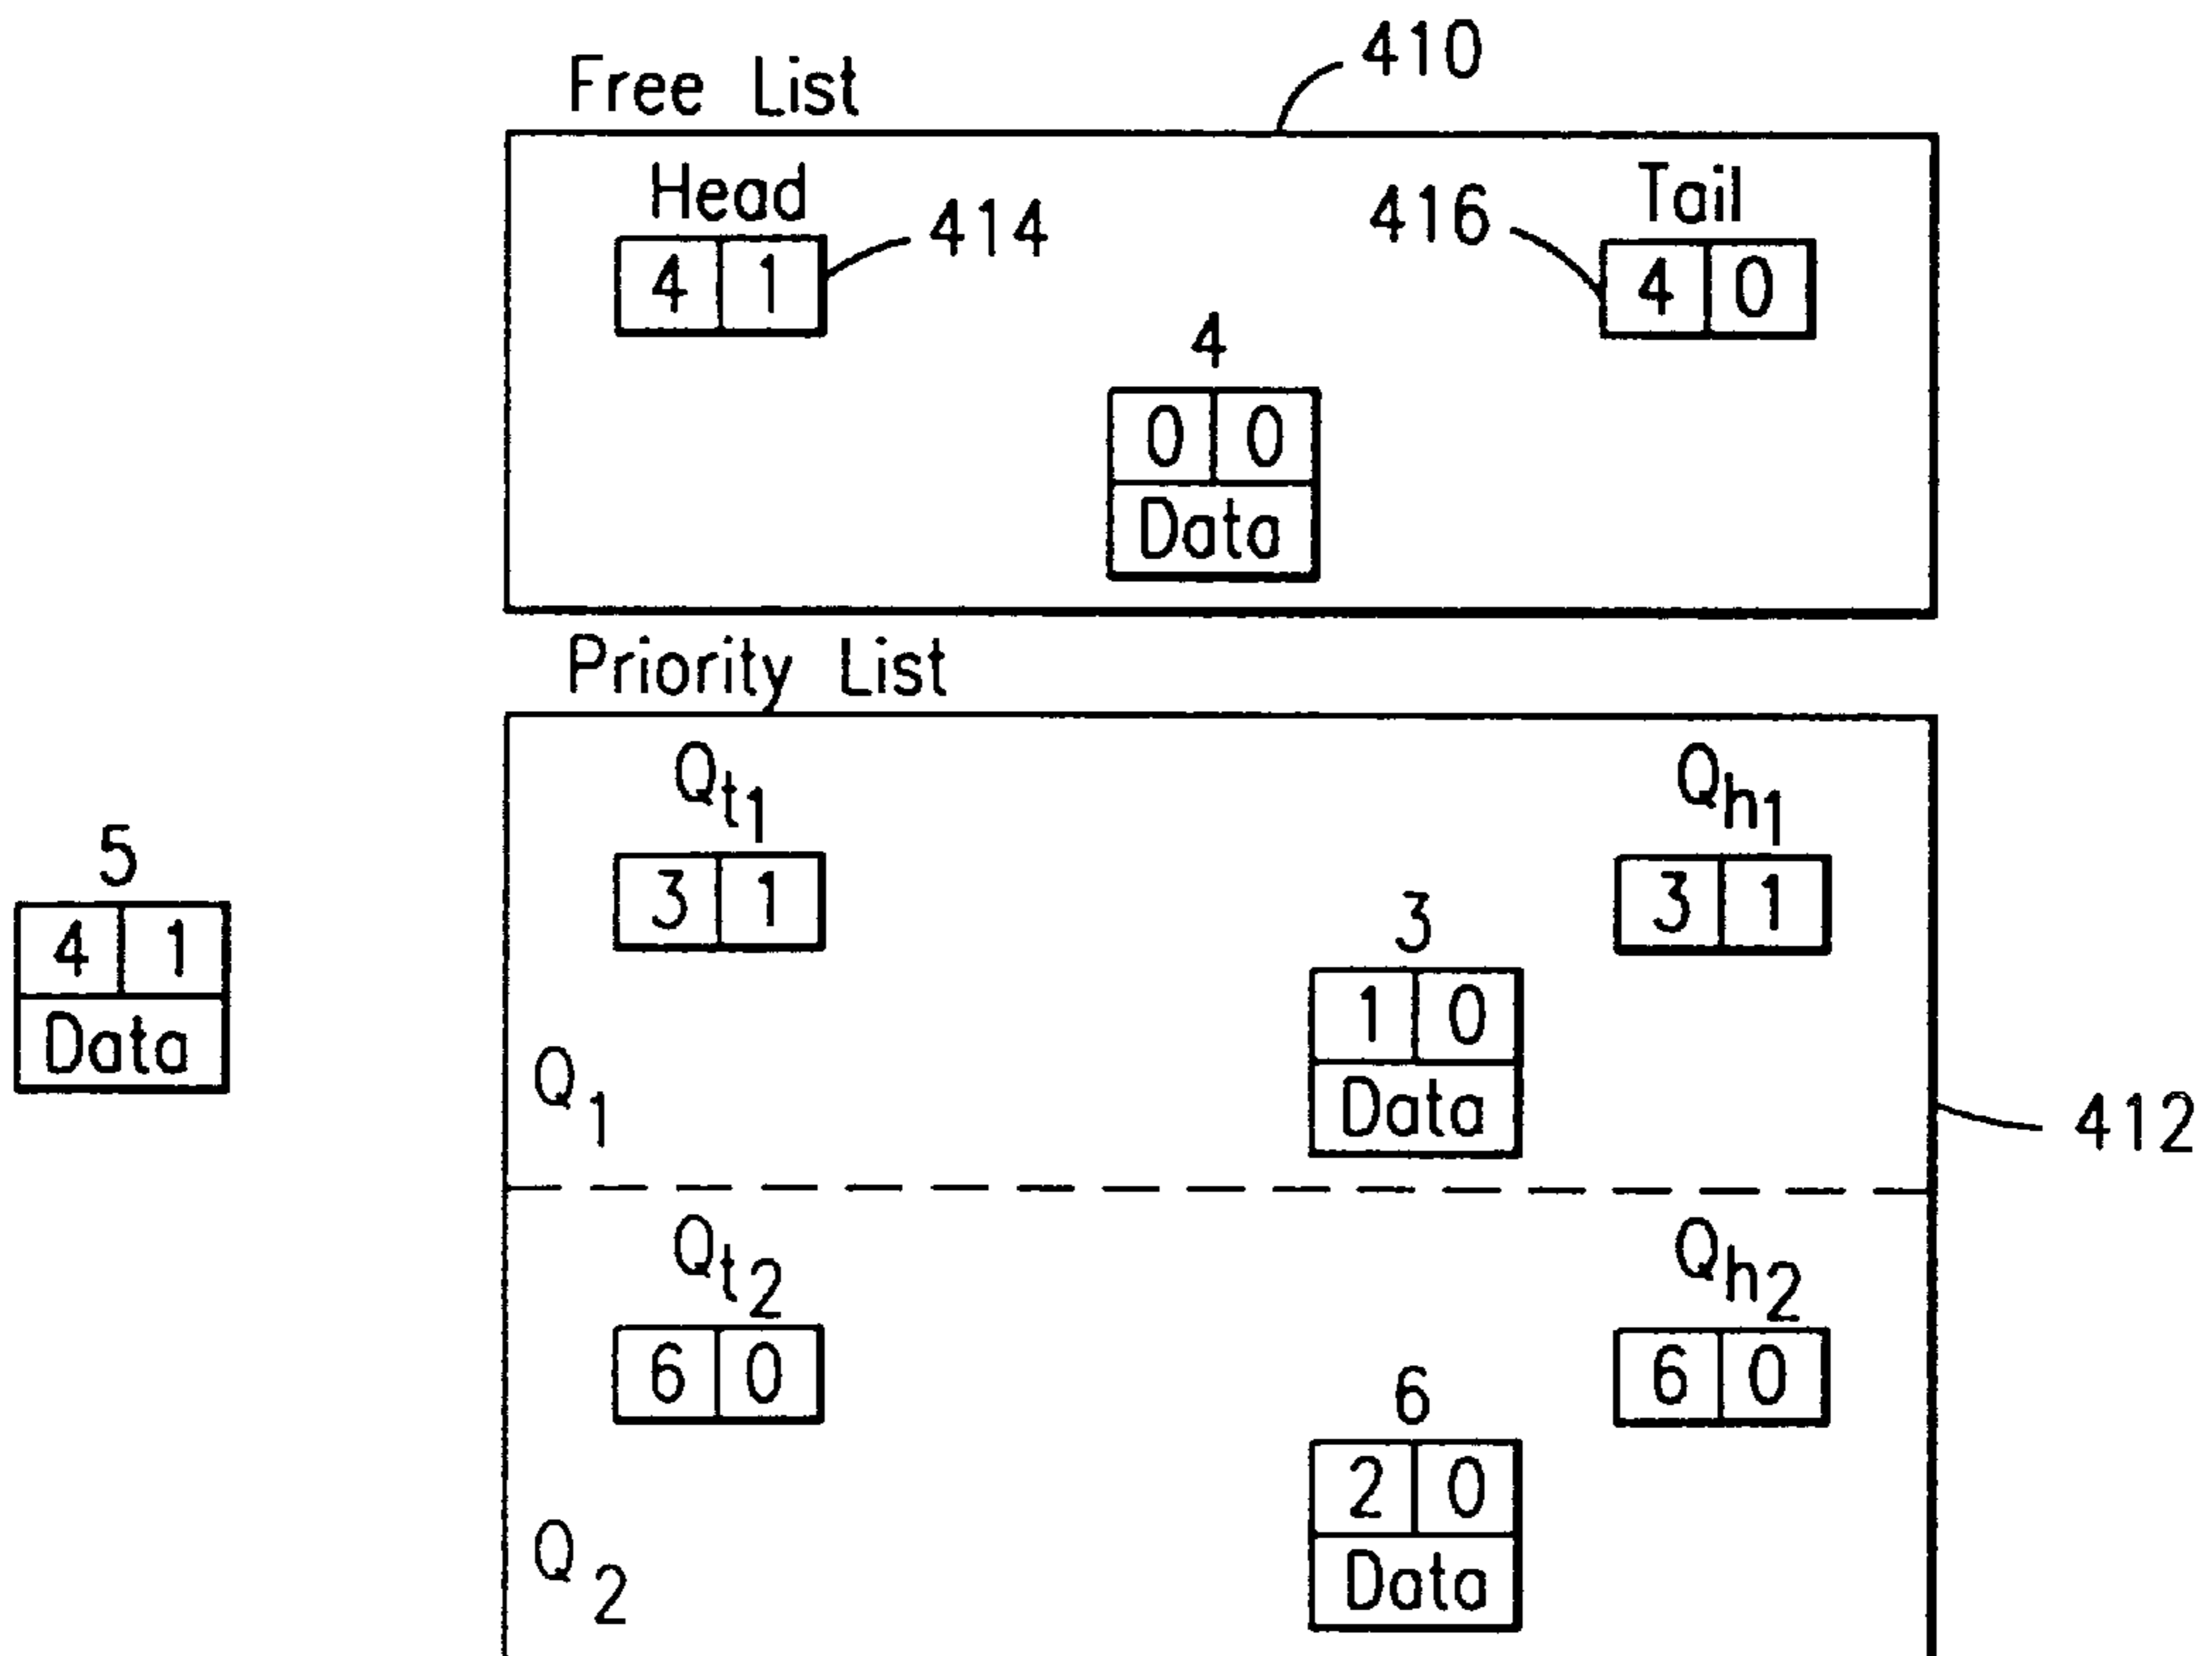 410
Free List
Head
Tail
414
416
4 1
4 0
4
0 0
Data
Priority List
Qt1
Qh1
5
3 1
3 1
4 1
3
Data
1 0
Q1
Data
412
Qt2
Qh2
6 0
6 0
6
2 0
Q2
Data